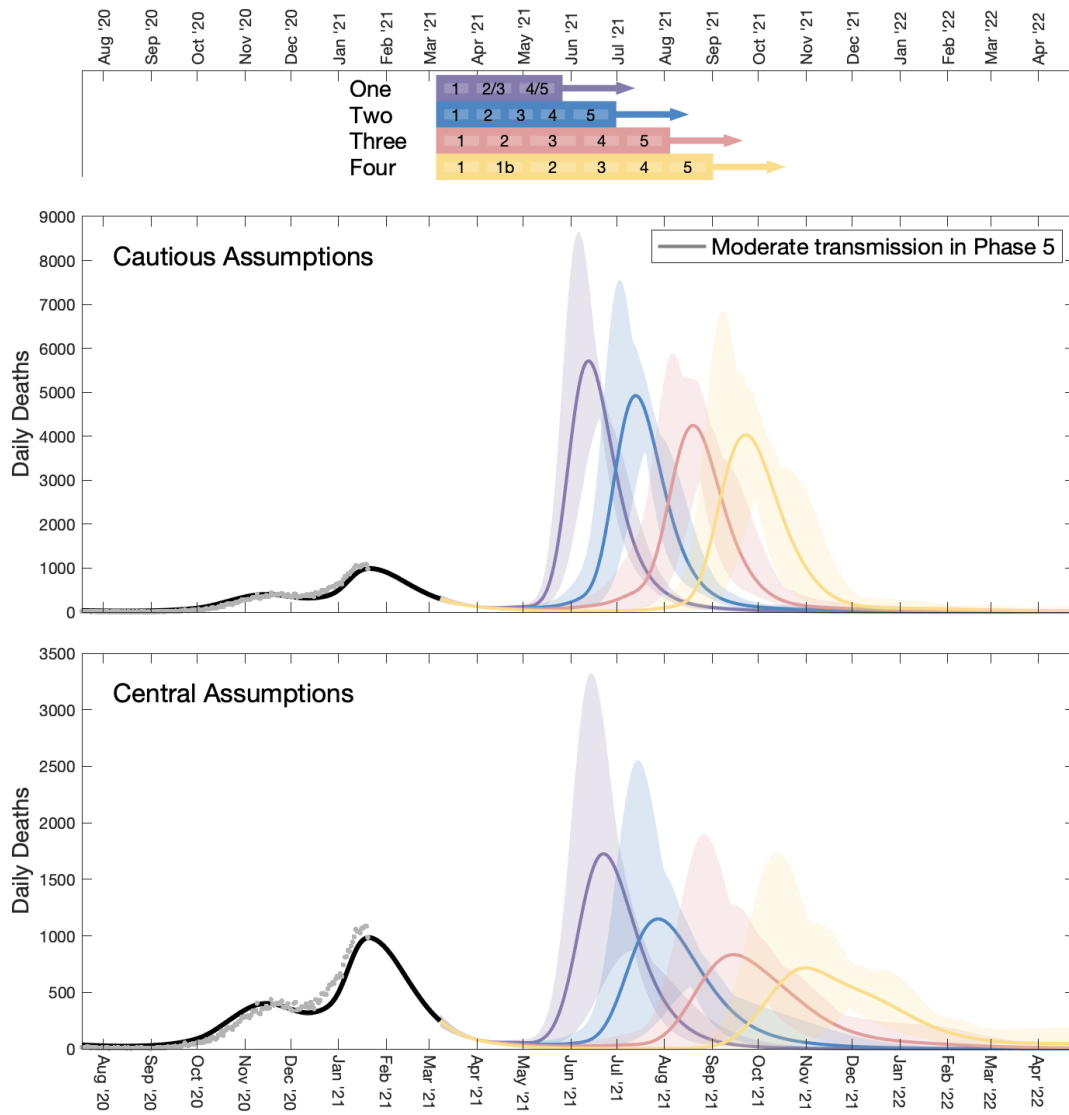 Aug '20 Sep '20 Oct '20 Nov '20 Dec '20 Jan '21 Feb '21 Mar '21 Apr '21 May '21 Jun '21 Jul '21 Aug '21 Sep '21 Oct '21 Nov '21 Dec '21 Jan '22 Feb '22 Mar '22 Apr '22
One 1 2/3 4/5
Two 1 2 3 4 5
Three 1 2 3 4 5
Four 1 1b 2 3 4 5
9000
Cautious Assumptions
Moderate transmission in Phase 5
8000
7000
6000
5000
4000
3000
2000
1000
0
Daily Deaths
3500
Central Assumptions
3000
2500
2000
1500
1000
500
0
Daily Deaths
Aug '20 Sep '20 Oct '20 Nov '20 Dec '20 Jan '21 Feb '21 Mar '21 Apr '21 May '21 Jun '21 Jul '21 Aug '21 Sep '21 Oct '21 Nov '21 Dec '21 Jan '22 Feb '22 Mar '22 Apr '22